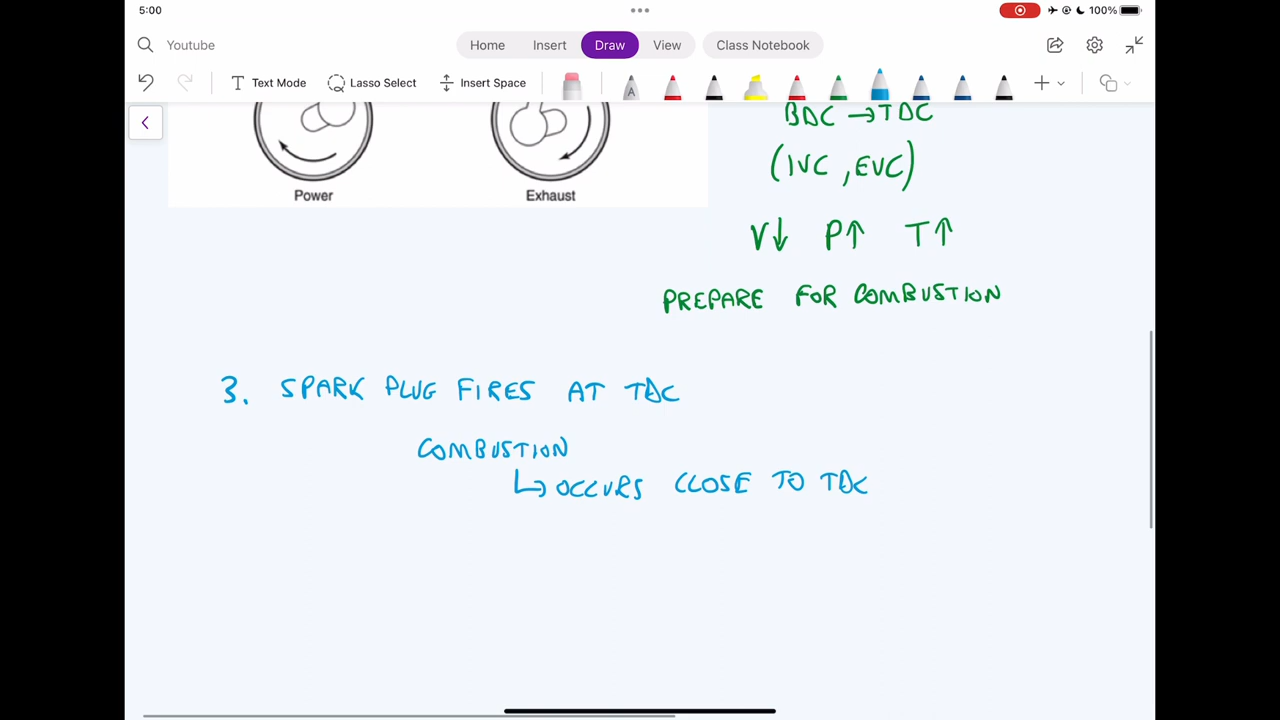 5:00
100%
Youtube
Home Insert Draw View Class Notebook
Text Mode Lasso Select Insert Space A
BDC → TDC
(IVC , EVC)
Power Exhaust
V↓ P↑ T↑
PREPARE FOR COMBUSTION
3. SPARK PLUG FIRES AT TDC
COMBUSTION
↳ OCCURS CLOSE TO TDC